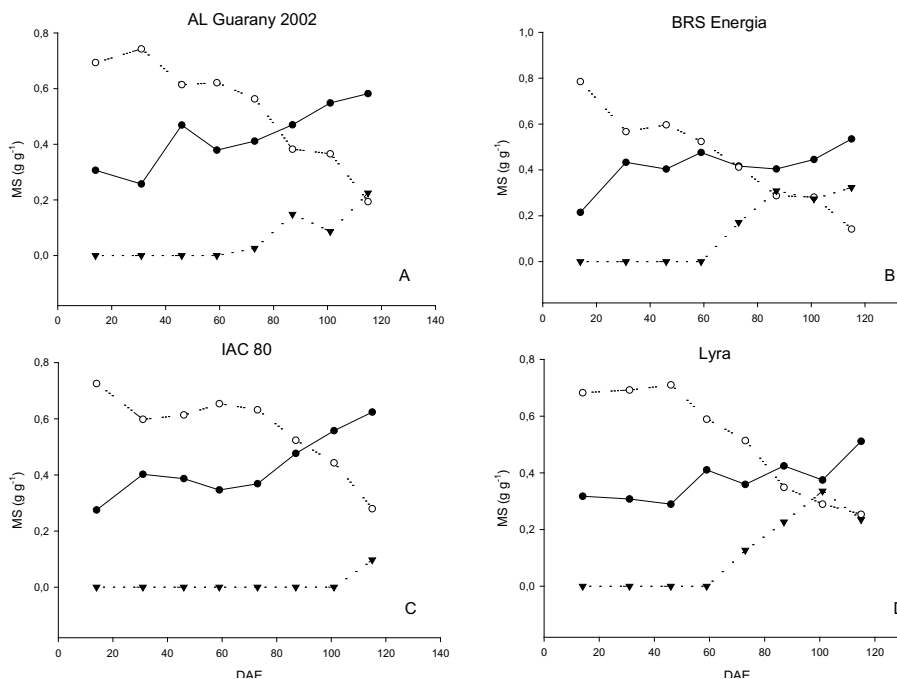 AL Guarany 2002
MS (g g⁻¹)
0,8
0,6
0,4
0,2
0,0
A
0 20 40 60 80 100 120 140
BRS Energia
MS (g g⁻¹)
1,0
0,8
0,6
0,4
0,2
0,0
B
0 20 40 60 80 100 120
IAC 80
MS (g g⁻¹)
0,8
0,6
0,4
0,2
0,0
C
0 20 40 60 80 100 120 140
DAE
Lyra
MS (g g⁻¹)
0,8
0,6
0,4
0,2
0,0
D
0 20 40 60 80 100 120
DAE